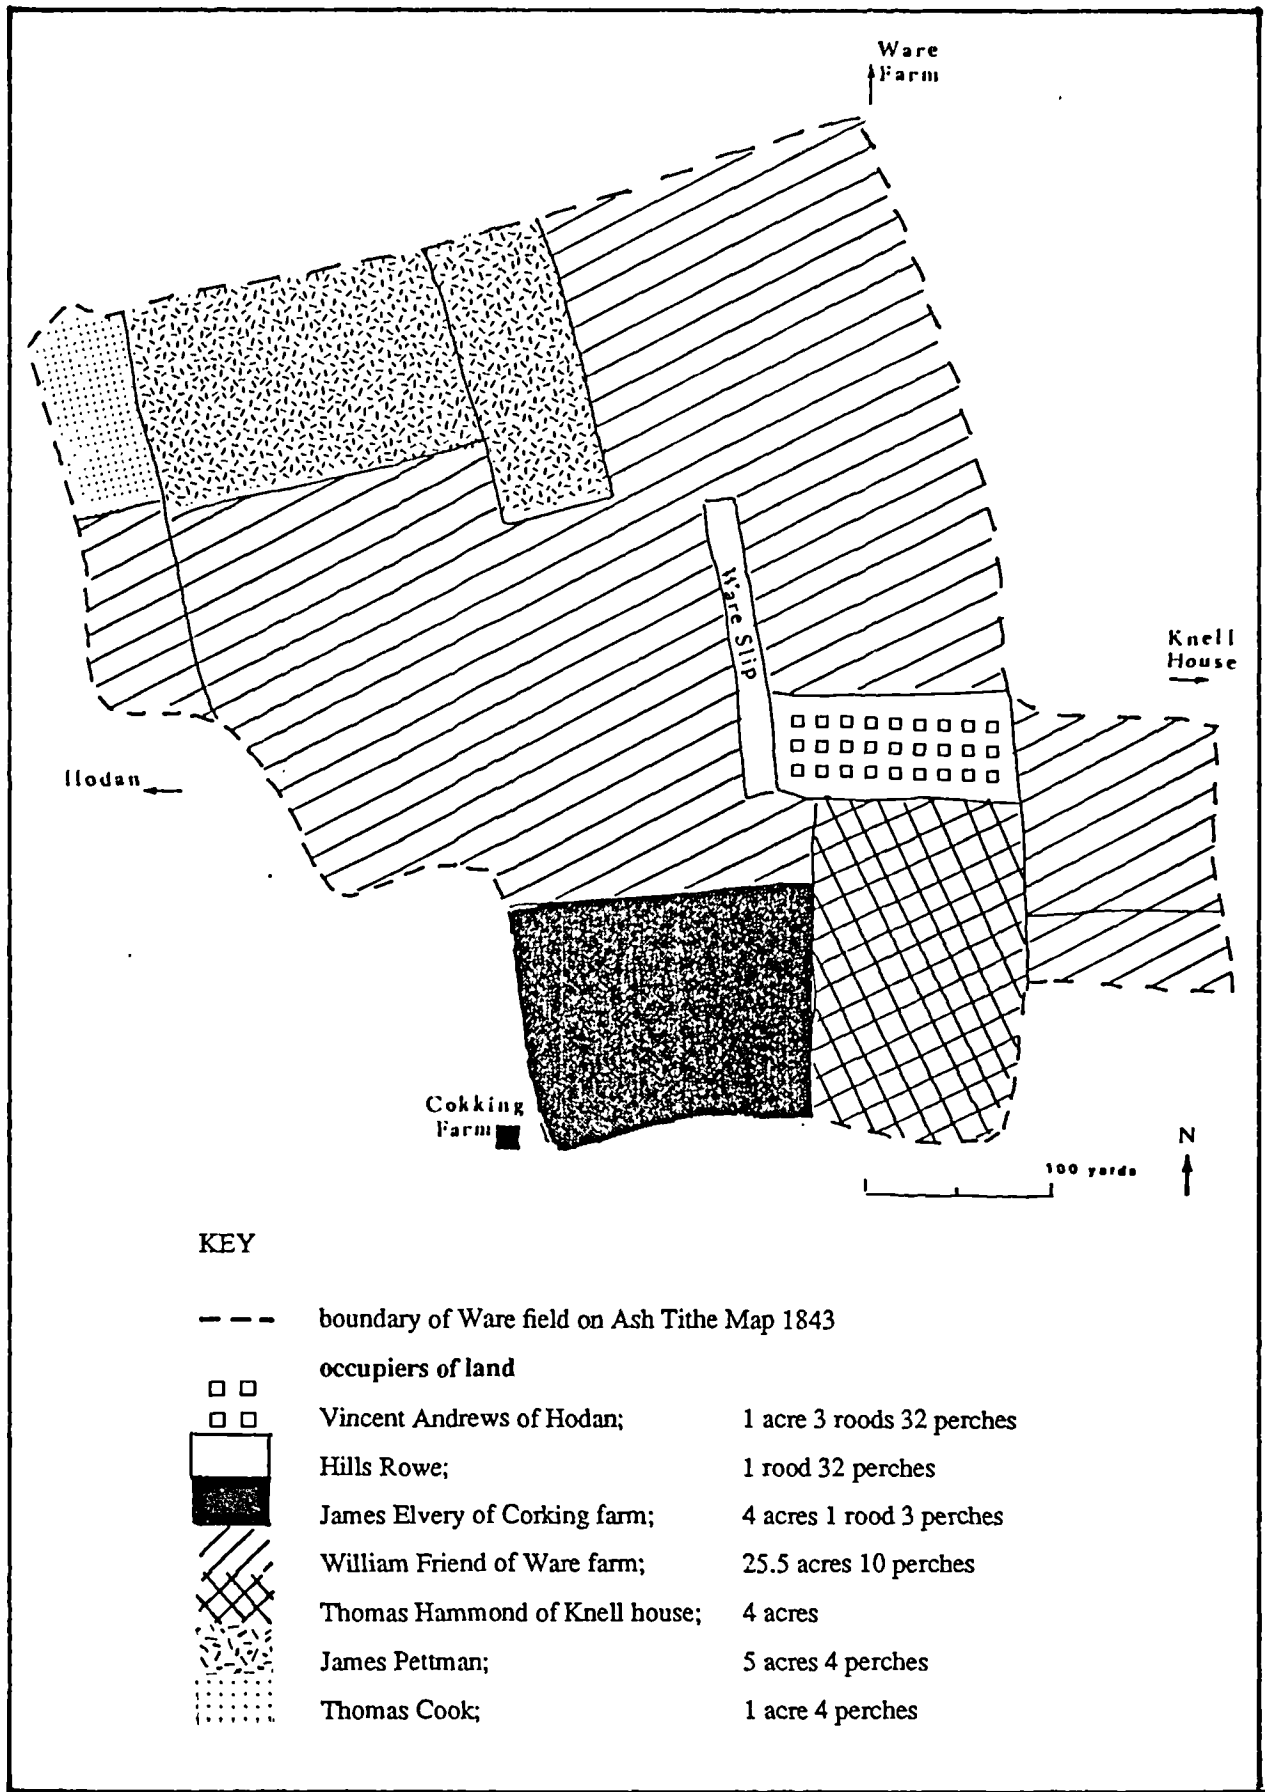 Ware
Farm
Ware Slip
Knell
House
Hodan
Cokking
Farm
N
100 yards
KEY
boundary of Ware field on Ash Tithe Map 1843
occupiers of land
Vincent Andrews of Hodan; 1 acre 3 roods 32 perches
Hills Rowe; 1 rood 32 perches
James Elvery of Corking farm; 4 acres 1 rood 3 perches
William Friend of Ware farm; 25.5 acres 10 perches
Thomas Hammond of Knell house; 4 acres
James Pettman; 5 acres 4 perches
Thomas Cook; 1 acre 4 perches